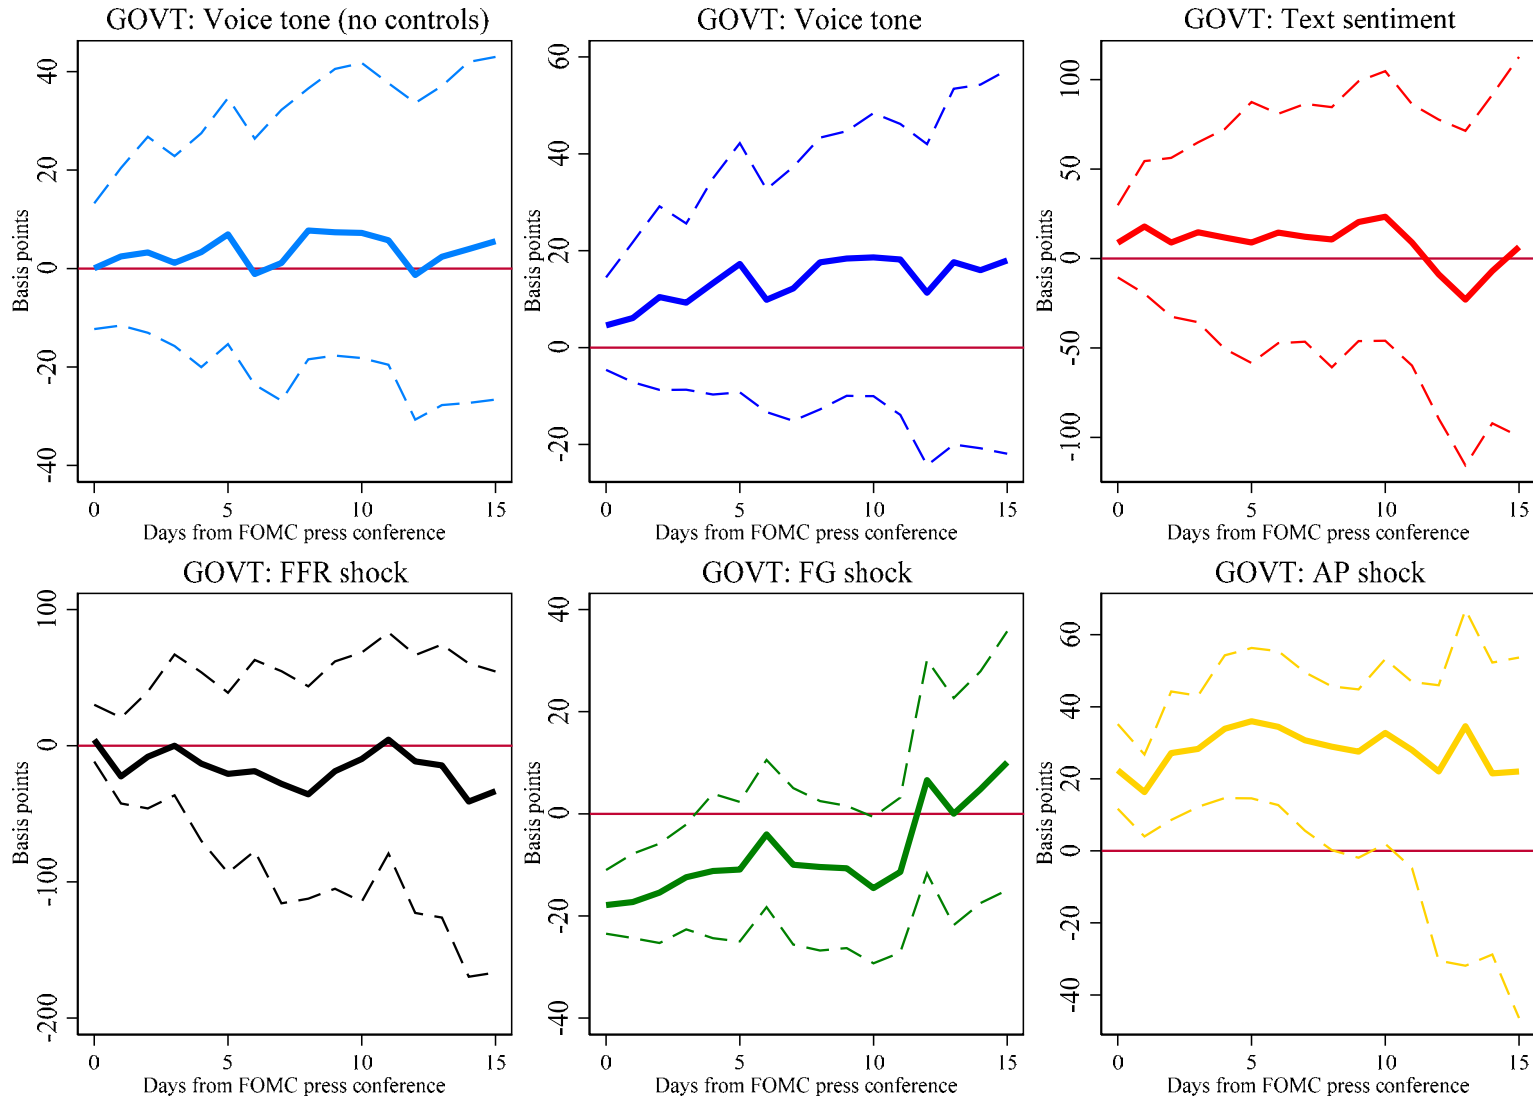 GOVT: Voice tone (no controls)
Basis points
40
20
0
-20
-40
0 5 10 15
Days from FOMC press conference
GOVT: Voice tone
Basis points
60
40
20
0
-20
0 5 10 15
Days from FOMC press conference
GOVT: Text sentiment
Basis points
100
50
0
-50
-100
0 5 10 15
Days from FOMC press conference
GOVT: FFR shock
Basis points
100
0
-100
-200
0 5 10 15
Days from FOMC press conference
GOVT: FG shock
Basis points
40
20
0
-20
-40
0 5 10 15
Days from FOMC press conference
GOVT: AP shock
Basis points
60
40
20
0
-20
-40
0 5 10 15
Days from FOMC press conference